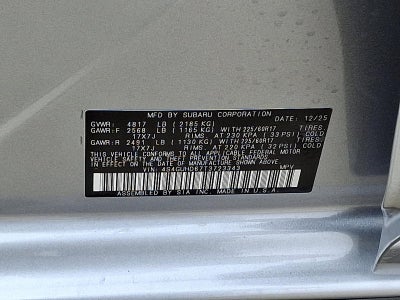 MFD BY SUBARU CORPORATION DATE: 12/25
GVWR: 4817 LB (2185 KG)
GAWR:F 2568 LB (1165 KG) WITH 225/60R17 TIRES
17X7J RIMS, AT 230 KPA (33 PSI) COLD
GAWR:R 2491 LB (1130 KG) WITH 225/60R17 TIRES
17X7J RIMS, AT 220 KPA (32 PSI) COLD
THIS VEHICLE CONFORMS TO ALL APPLICABLE FEDERAL MOTOR
VEHICLE SAFETY, BUMPER, AND THEFT PREVENTION STANDARDS
IN EFFECT ON THE DATE OF MANUFACTURE SHOWN ABOVE.
VIN: MPV
ASSEMBLED BY SIA INC. MADE IN U.S.A.